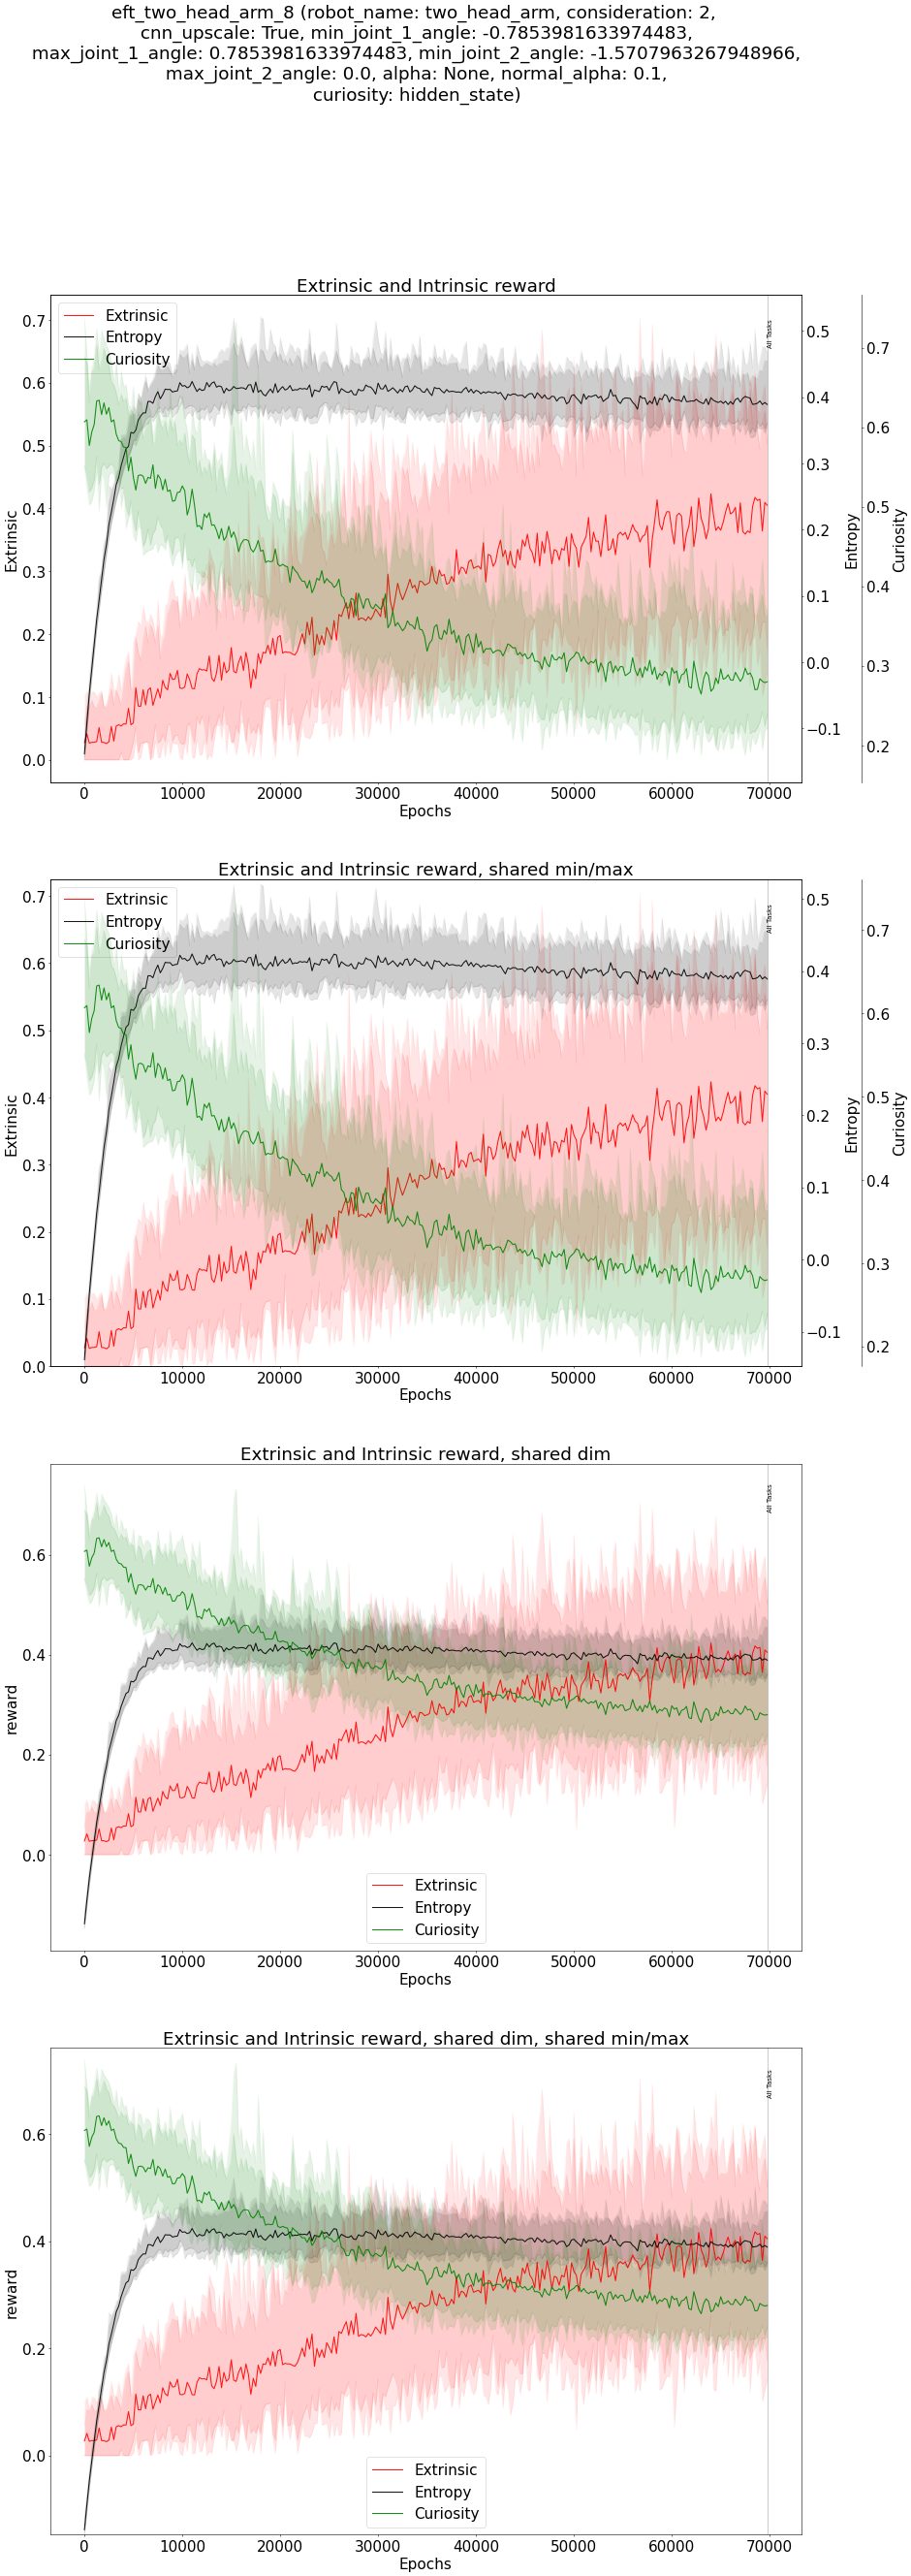 eft_two_head_arm_8 (robot_name: two_head_arm, consideration: 2,
cnn_upscale: True, min_joint_1_angle: -0.7853981633974483,
max_joint_1_angle: 0.7853981633974483, min_joint_2_angle: -1.5707963267948966,
max_joint_2_angle: 0.0, alpha: None, normal_alpha: 0.1,
curiosity: hidden_state)
Extrinsic and Intrinsic reward
Extrinsic
Entropy
Curiosity
All Tasks
0.7
0.6
0.5
0.4
0.3
0.2
0.1
0.0
Extrinsic
0.5
0.4
0.3
0.2
0.1
0.0
−0.1
Entropy
0.7
0.6
0.5
0.4
0.3
0.2
Curiosity
0 10000 20000 30000 40000 50000 60000 70000
Epochs
Extrinsic and Intrinsic reward, shared min/max
Extrinsic
Entropy
Curiosity
All Tasks
0.7
0.6
0.5
0.4
0.3
0.2
0.1
0.0
Extrinsic
0.5
0.4
0.3
0.2
0.1
0.0
−0.1
Entropy
0.7
0.6
0.5
0.4
0.3
0.2
Curiosity
0 10000 20000 30000 40000 50000 60000 70000
Epochs
Extrinsic and Intrinsic reward, shared dim
All Tasks
0.6
0.4
0.2
0.0
reward
Extrinsic
Entropy
Curiosity
0 10000 20000 30000 40000 50000 60000 70000
Epochs
Extrinsic and Intrinsic reward, shared dim, shared min/max
All Tasks
0.6
0.4
0.2
0.0
reward
Extrinsic
Entropy
Curiosity
0 10000 20000 30000 40000 50000 60000 70000
Epochs